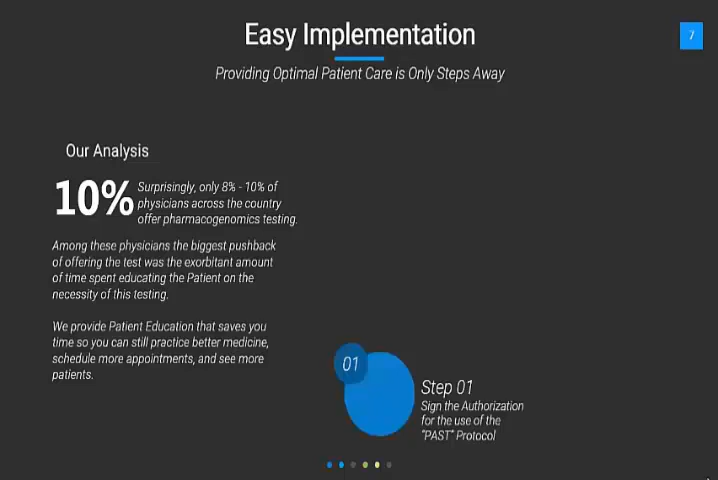 Easy Implementation
7
Providing Optimal Patient Care is Only Steps Away
Our Analysis
10%
Surprisingly, only 8% - 10% of
physicians across the country
offer pharmacogenomics testing.
Among these physicians the biggest pushback
of offering the test was the exorbitant amount
of time spent educating the Patient on the
necessity of this testing.
We provide Patient Education that saves you
time so you can still practice better medicine,
schedule more appointments, and see more
patients.
01
Step 01
Sign the Authorization
for the use of the
"PAST" Protocol